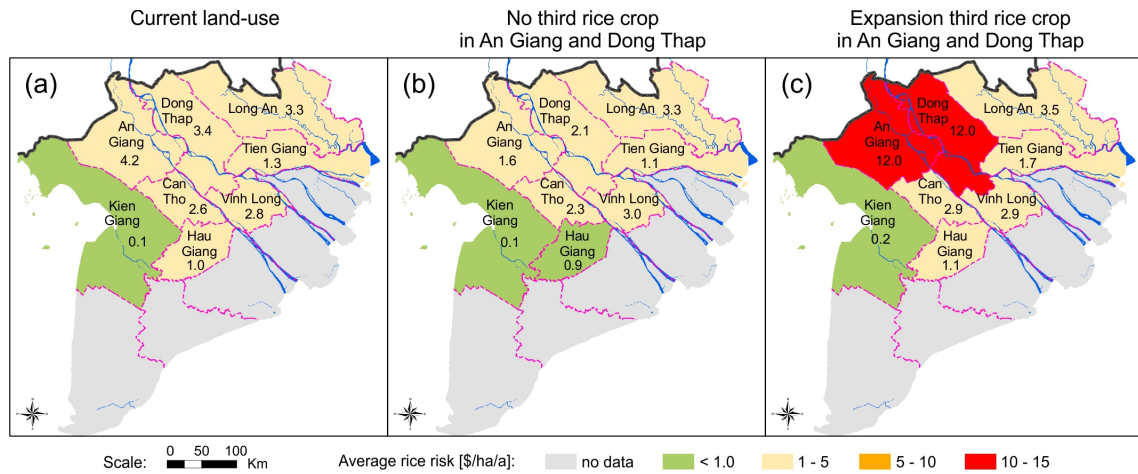 Current land-use
No third rice crop
in An Giang and Dong Thap
Expansion third rice crop
in An Giang and Dong Thap
(a)
Dong
Thap
3.4
Long An 3.3
An
Giang
4.2
Tien Giang
1.3
Can
Tho
2.6
Vinh Long
2.8
Kien
Giang
0.1
Hau
Giang
1.0
(b)
Dong
Thap
2.1
Long An
3.3
An
Giang
1.6
Tien Giang
1.1
Can
Tho
2.3
Vinh Long
3.0
Kien
Giang
0.1
Hau
Giang
0.9
(c)
Dong
Thap
12.0
Long An 3.5
An
Giang
12.0
Tien Giang
1.7
Can
Tho
2.9
Vinh Long
2.9
Kien
Giang
0.2
Hau
Giang
1.1
Scale:
0 50 100
Km
Average rice risk [$/ha/a]:
no data
< 1.0
1 - 5
5 - 10
10 - 15